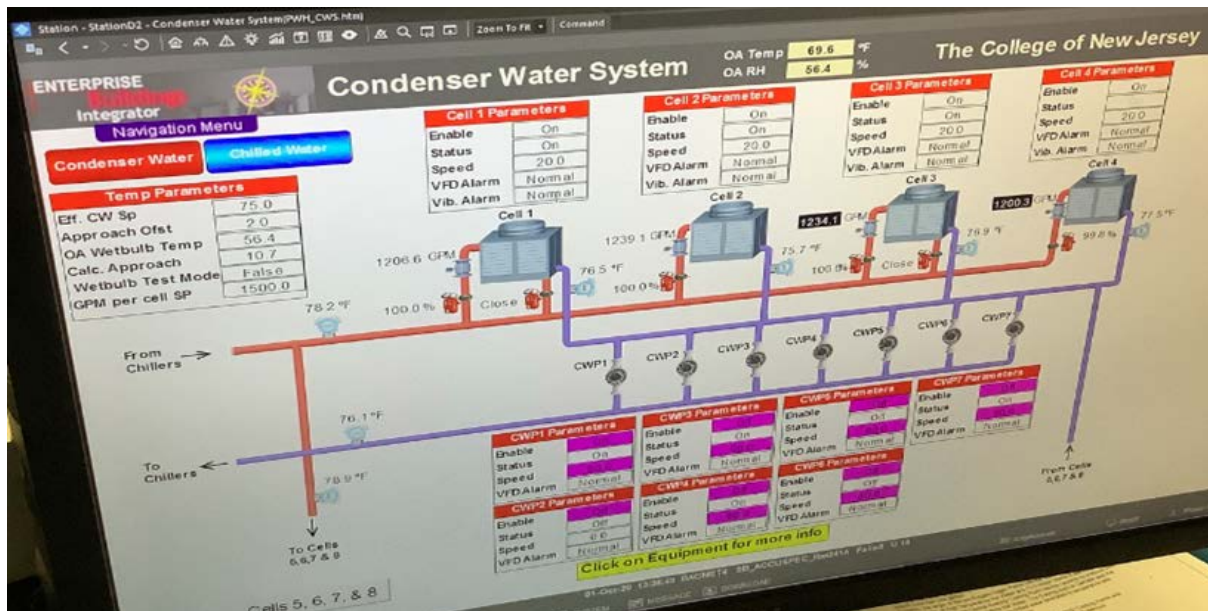 Station - StationD2 - Condenser Water System(PWH_CWS.htm)
Zoom To Fit
Command
ENTERPRISE
Buildings
Integrator
Condenser Water System
OA Temp 69.6 °F
OA RH 56.4 %
The College of New Jersey
Navigation Menu
Condenser Water
Chilled Water
Temp Parameters
Eff. CW Sp 75.0
Approach Ofst 2.0
OA Wetbulb Temp 56.4
Calc. Approach 10.7
Wetbulb Test Mode False
GPM per cell SP 1500.0
Cell 1 Parameters
Enable On
Status On
Speed 20.0
VFD Alarm Normal
Vib. Alarm Normal
Cell 2 Parameters
Enable On
Status On
Speed 20.0
VFD Alarm Normal
Vib. Alarm Normal
Cell 3 Parameters
Enable On
Status On
Speed 20.0
VFD Alarm Normal
Vib. Alarm Normal
Cell 4 Parameters
Enable On
Status
Speed 20.0
VFD Alarm Normal
Vib. Alarm Normal
Cell 1
Cell 2
Cell 3
Cell 4
1206.6 GPM
1239.1 GPM
1234.1 GPM
1200.3 GPM
76.5 °F
75.7 °F
76.9 °F
77.5 °F
100.0 %
Close
100.0 %
100.0 %
Close
99.8 %
78.2 °F
From
Chillers
76.1 °F
To
Chillers
78.9 °F
To Cells
5,6,7 & 8
From Cells
5,6,7 & 8
CWP1
CWP2
CWP3
CWP4
CWP5
CWP6
CWP7
CWP1 Parameters
Enable
Status On
Speed
VFD Alarm Normal
CWP2 Parameters
Enable
Status Off
Speed 0.0
VFD Alarm Normal
CWP3 Parameters
Enable
Status On
Speed
VFD Alarm Normal
CWP4 Parameters
Enable
Status On
Speed
VFD Alarm Normal
CWP5 Parameters
Enable
Status On
Speed
VFD Alarm Normal
CWP6 Parameters
Enable
Status Off
Speed
VFD Alarm Normal
CWP7 Parameters
Enable
Status On
Speed
VFD Alarm Normal
Click on Equipment for more info
Cells 5, 6, 7, & 8